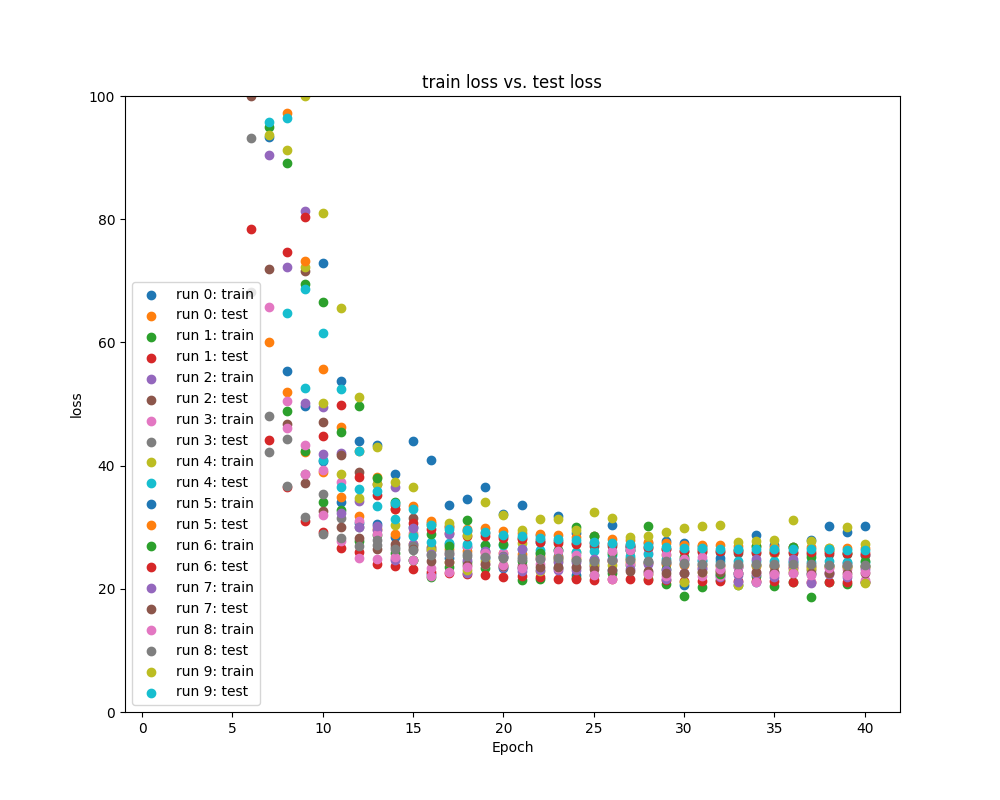 train loss vs. test loss
100
80
60
40
20
0
loss
run 0: train
run 0: test
run 1: train
run 1: test
run 2: train
run 2: test
run 3: train
run 3: test
run 4: train
run 4: test
run 5: train
run 5: test
run 6: train
run 6: test
run 7: train
run 7: test
run 8: train
run 8: test
run 9: train
run 9: test
0 5 10 15 20 25 30 35 40
Epoch